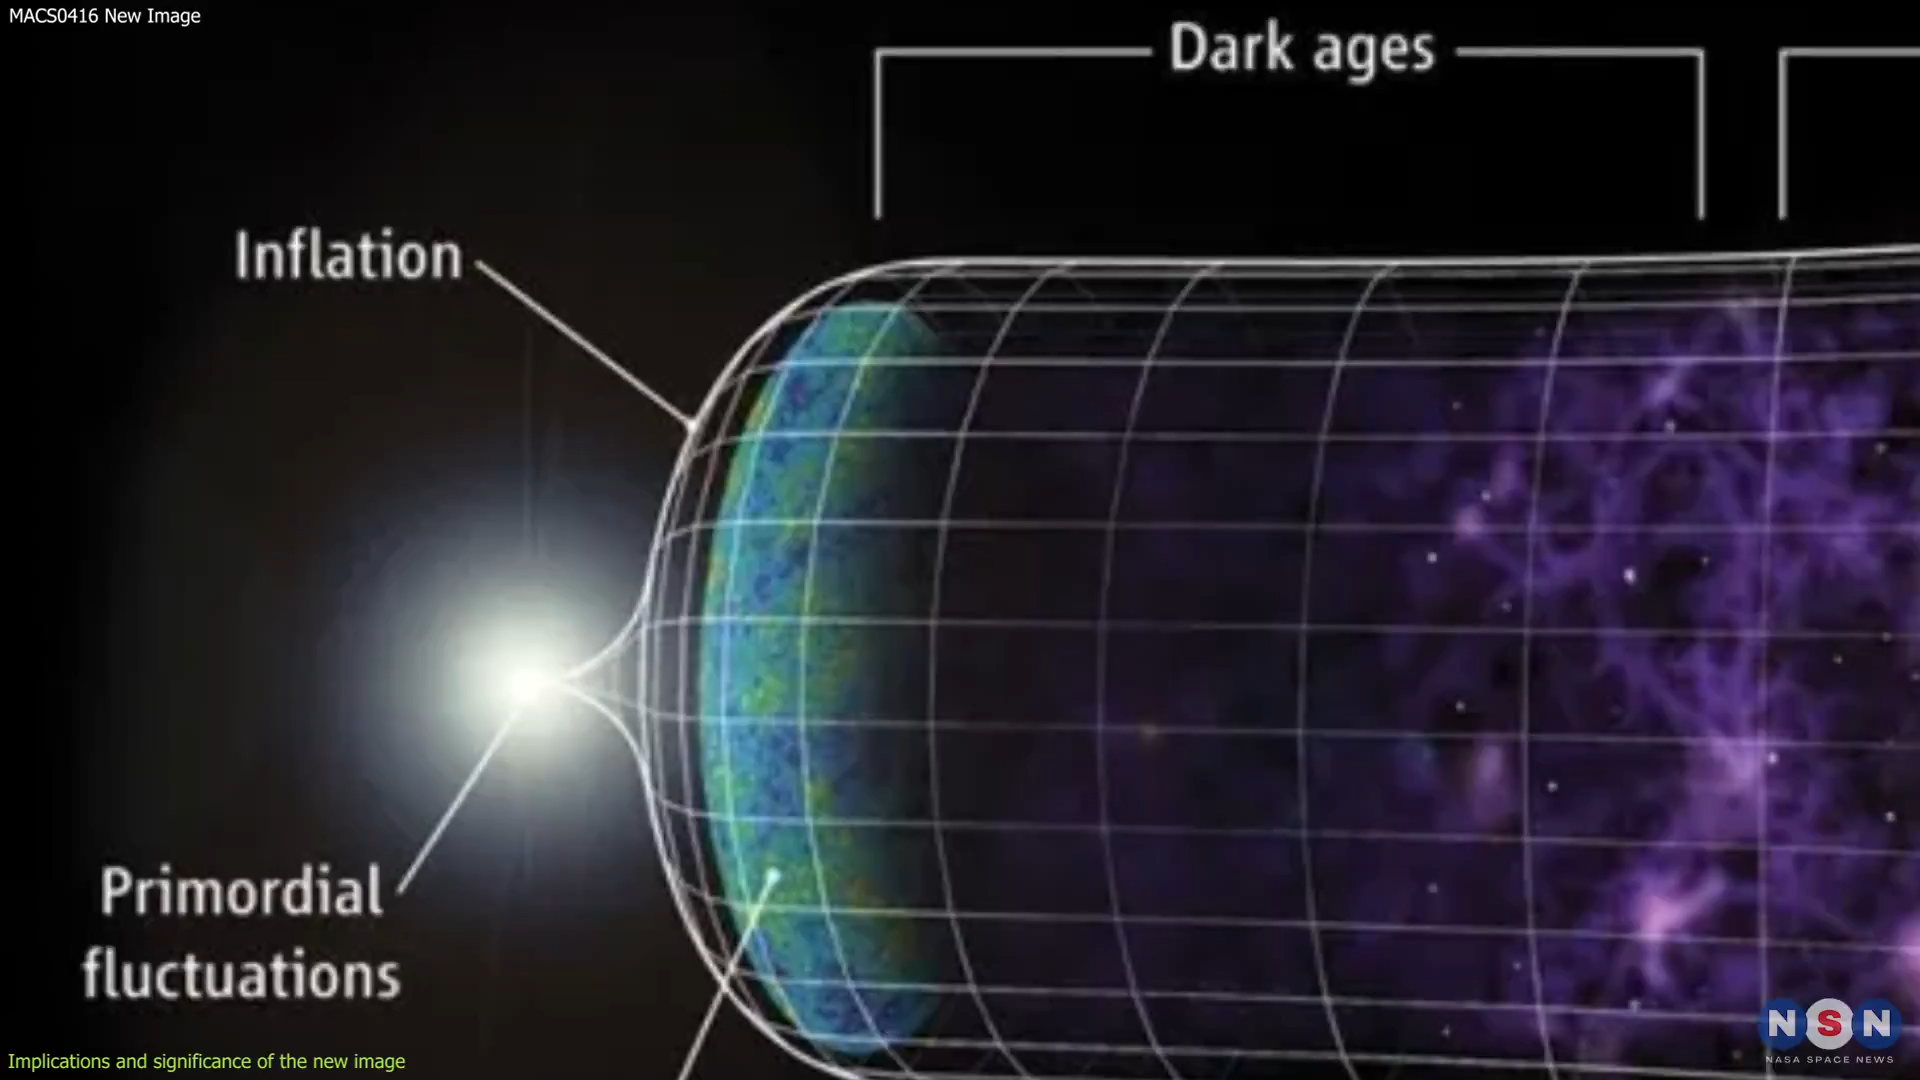 MACS0416 New Image
Dark ages
Inflation
Primordial
fluctuations
Implications and significance of the new image
NSN
NASA SPACE NEWS